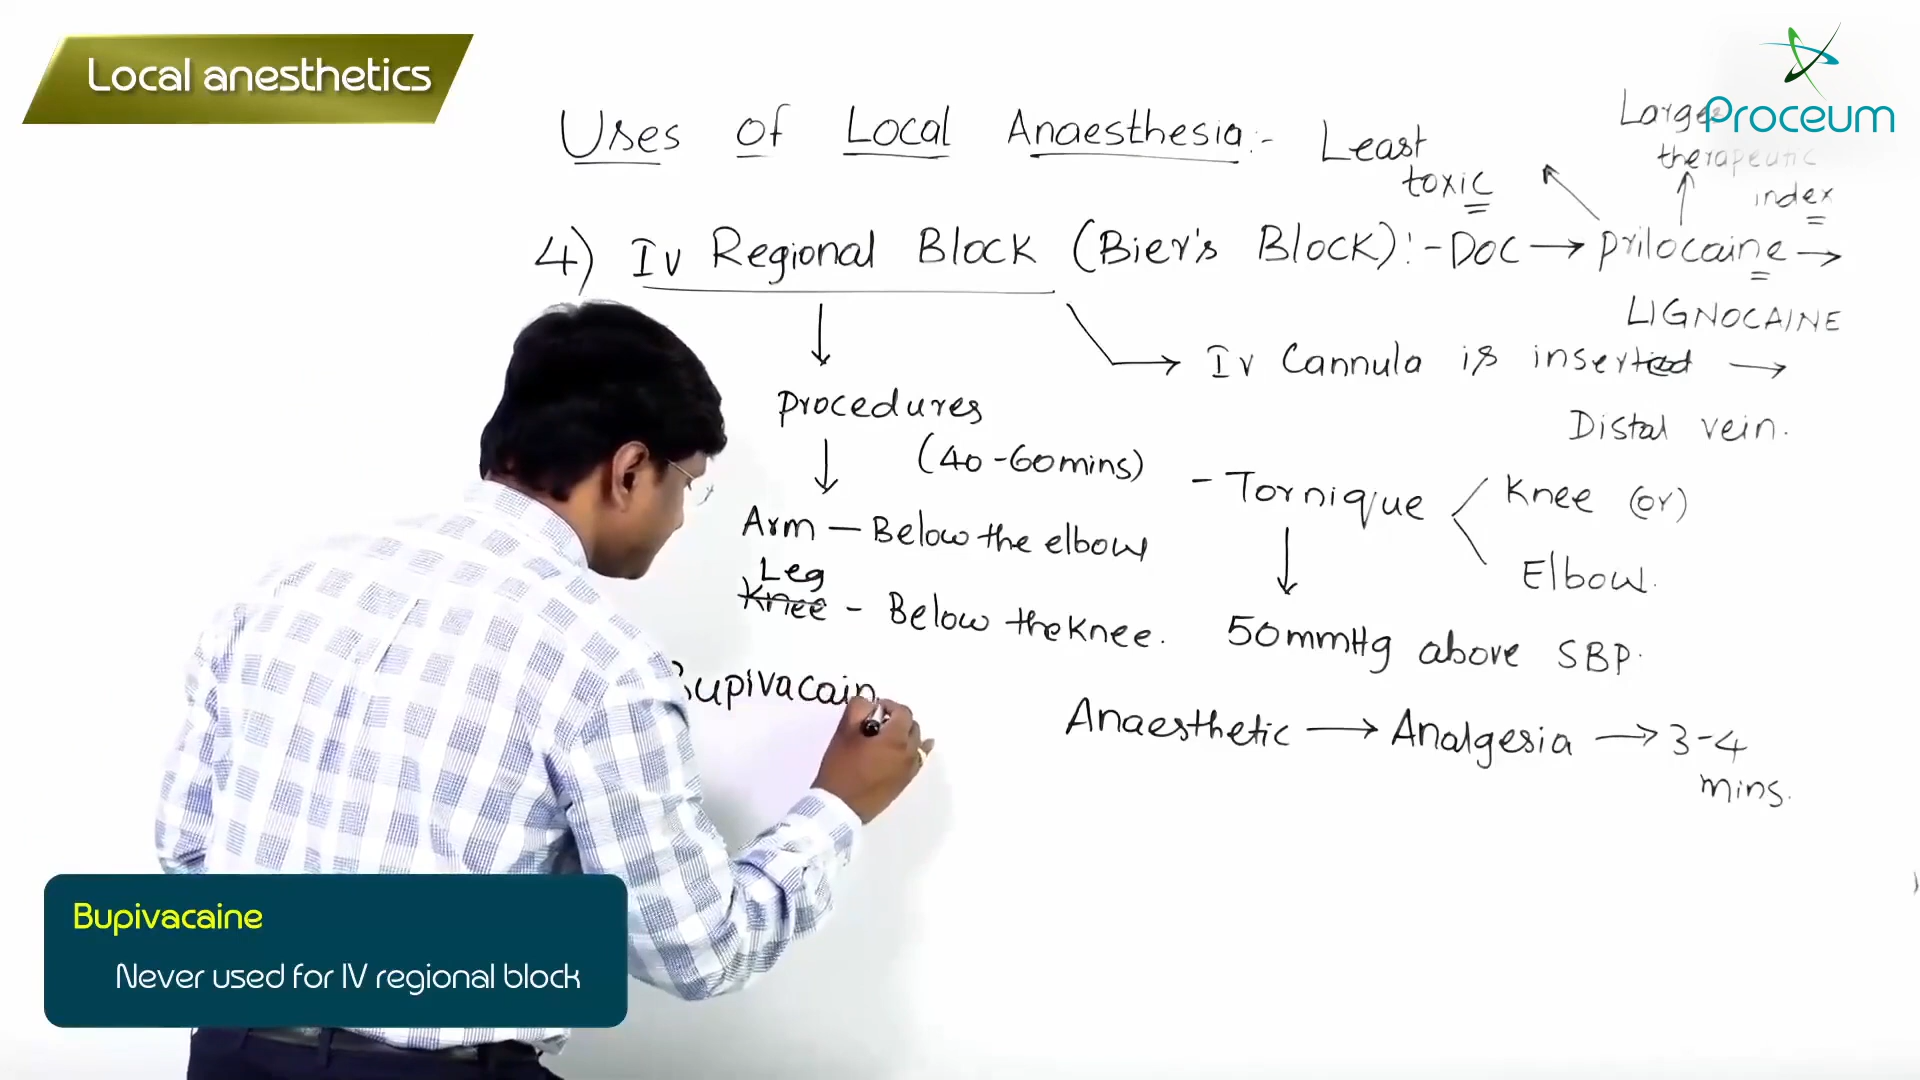 Local anesthetics
Proceum
Uses of Local Anaesthesia:- Least toxic
Large therapeutic index
4) Iv Regional Block (Bier's Block):- DOC → prilocaine →
LIGNOCAINE
→ Iv Cannula is inserted →
Distal vein.
Procedures
(40-60mins)
- Tornique
Knee (or)
Elbow.
Arm – Below the elbow
Leg
Knee - Below the Knee.
50mmHg above SBP.
Bupivacain
Anaesthetic → Analgesia → 3-4
mins.
Bupivacaine
Never used for IV regional block